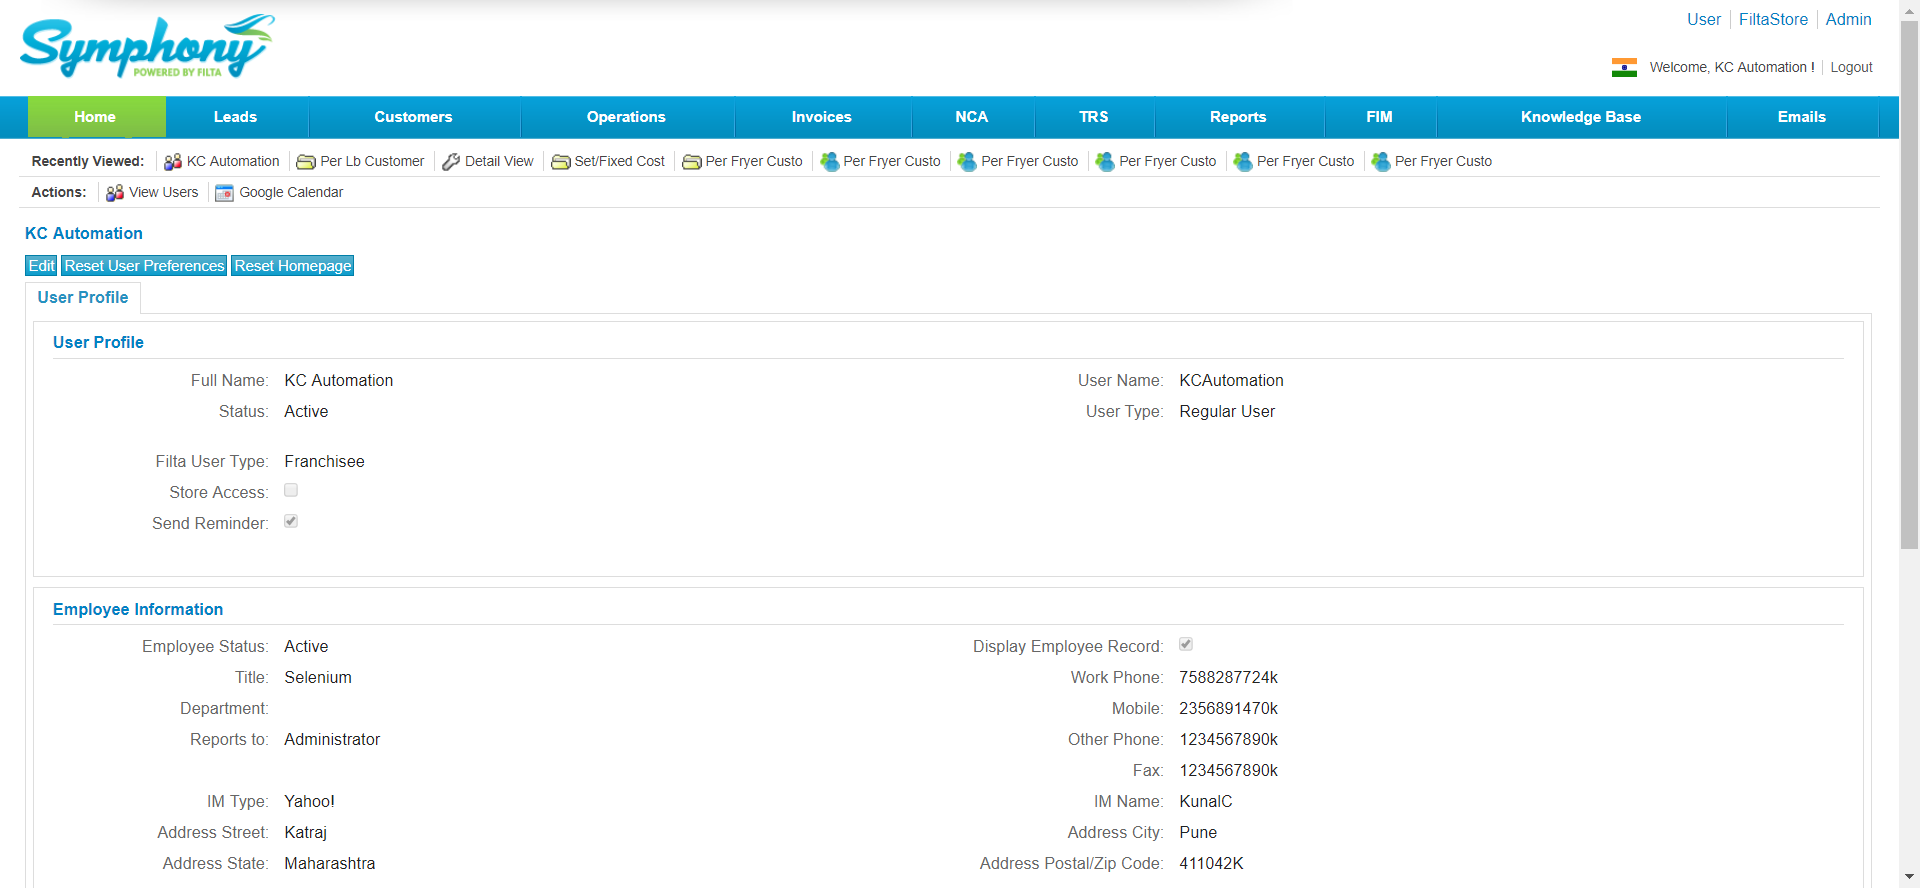 Symphony
POWERED BY FILTA
User FiltaStore Admin
Welcome, KC Automation ! Logout
Home Leads Customers Operations Invoices NCA TRS Reports FIM Knowledge Base Emails
Recently Viewed: KC Automation Per Lb Customer Detail View Set/Fixed Cost Per Fryer Custo Per Fryer Custo Per Fryer Custo Per Fryer Custo Per Fryer Custo Per Fryer Custo
Actions: View Users Google Calendar
KC Automation
Edit Reset User Preferences Reset Homepage
User Profile
User Profile
Full Name: KC Automation User Name: KCAutomation
Status: Active User Type: Regular User
Filta User Type: Franchisee
Store Access:
Send Reminder:
Employee Information
Employee Status: Active Display Employee Record:
Title: Selenium Work Phone: 7588287724k
Department: Mobile: 2356891470k
Reports to: Administrator Other Phone: 1234567890k
Fax: 1234567890k
IM Type: Yahoo! IM Name: KunalC
Address Street: Katraj Address City: Pune
Address State: Maharashtra Address Postal/Zip Code: 411042K